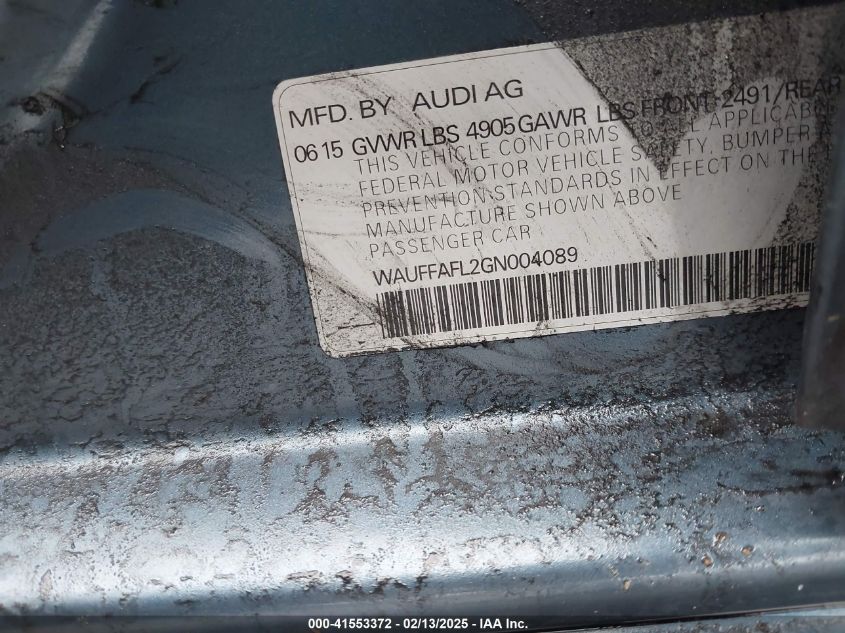 MFD. BY AUDI AG
06 15 GVWR LBS 4905 GAWR LBS FRONT 2491/REAR
THIS VEHICLE CONFORMS TO ALL APPLICABLE
FEDERAL MOTOR VEHICLE SAFETY, BUMPER
PREVENTION STANDARDS IN EFFECT ON THE
MANUFACTURE SHOWN ABOVE
PASSENGER CAR
WAUFFAFL2GN004089
000-41553372 - 02/13/2025 - IAA Inc.